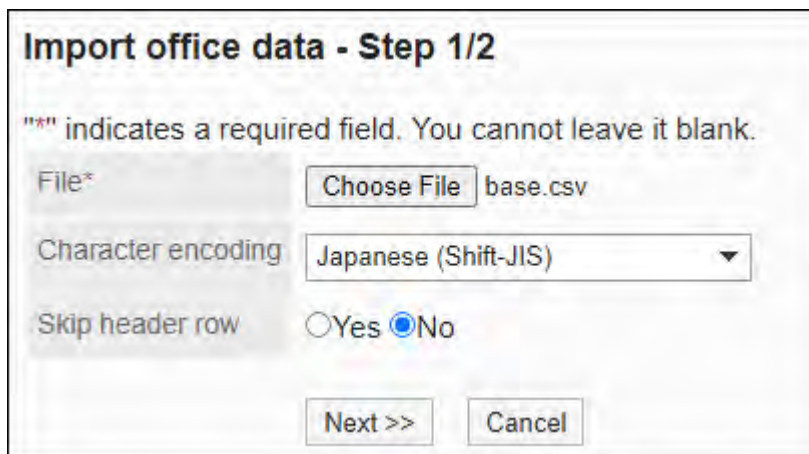 Import office data - Step 1/2
"*" indicates a required field. You cannot leave it blank.
File* Choose File base.csv
Character encoding Japanese (Shift-JIS)
Skip header row Yes No
Next >> Cancel